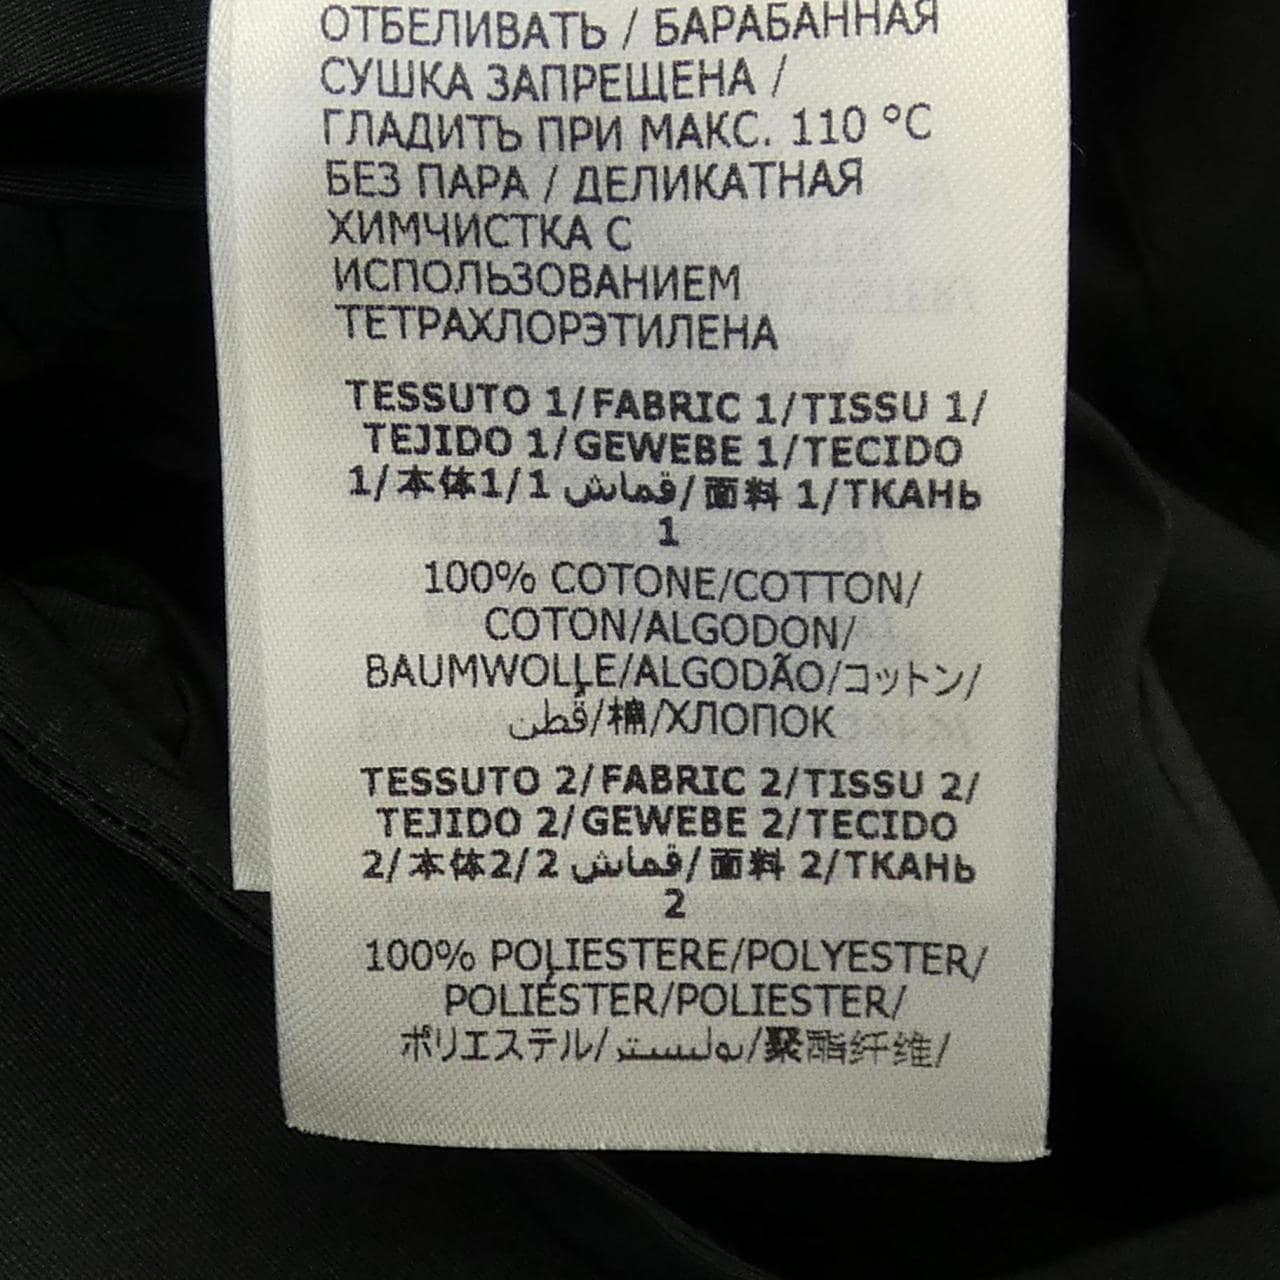 ОТБЕЛИВАТЬ / БАРАБАННАЯ
СУШКА ЗАПРЕЩЕНА /
ГЛАДИТЬ ПРИ МАКС. 110 °C
БЕЗ ПАРА / ДЕЛИКАТНАЯ
ХИМЧИСТКА С
ИСПОЛЬЗОВАНИЕМ
ТЕТРАХЛОРЭТИЛЕНА
TESSUTO 1/FABRIC 1/TISSU 1/
TEJIDO 1/GEWEBE 1/TECIDO
1/本体1/1 قماش/面料 1/ТКАНЬ
1
100% COTONE/COTTON/
COTON/ALGODON/
BAUMWOLLE/ALGODÃO/コットン/
قطن/棉/ХЛОПОК
TESSUTO 2/FABRIC 2/TISSU 2/
TEJIDO 2/GEWEBE 2/TECIDO
2/本体2/2 قماش/面料 2/ТКАНЬ
2
100% POLIESTERE/POLYESTER/
POLIÉSTER/POLIESTER/
ポリエステル/بوليستر/聚酯纤维/